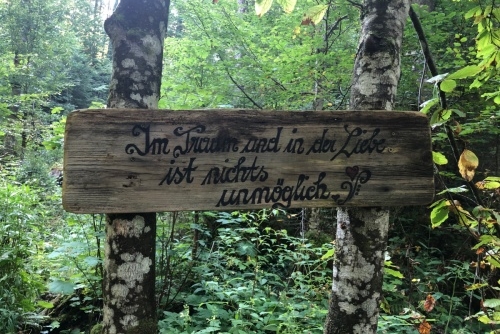 Im Traum und in der Liebe
ist nichts
unmöglich.